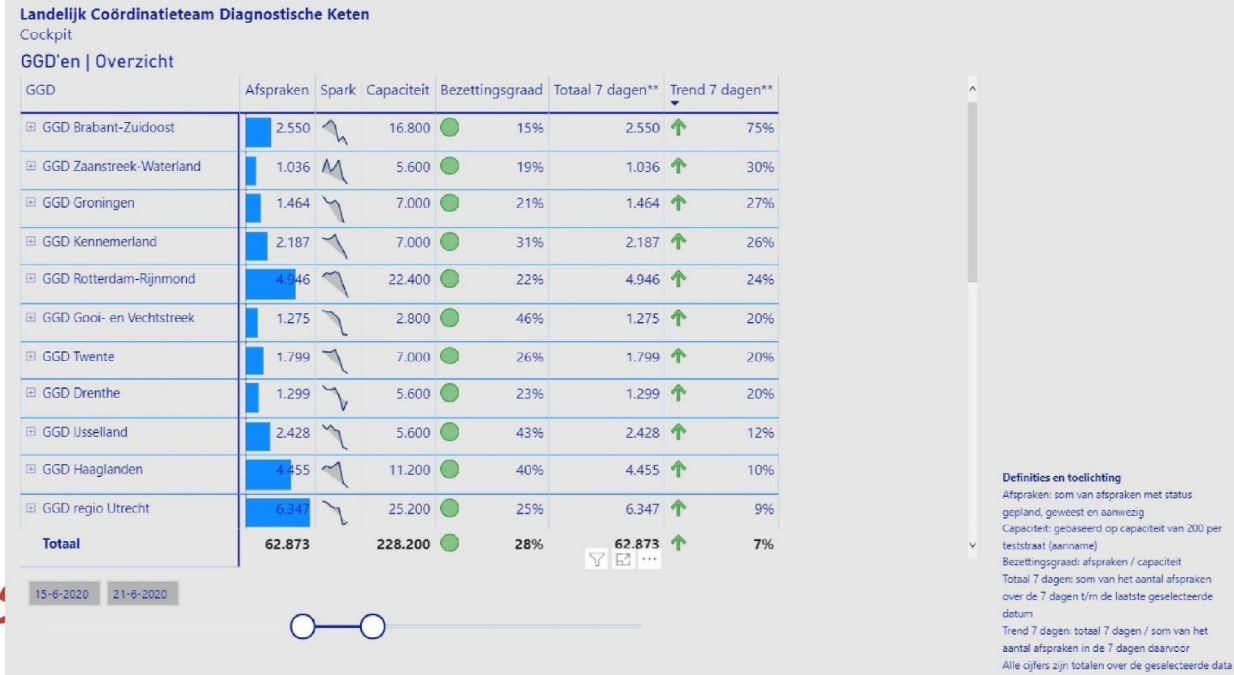 Landelijk Coördinatieteam Diagnostische Keten
Cockpit
GGD'en | Overzicht
GGD Afspraken Spark Capaciteit Bezettingsgraad Totaal 7 dagen** Trend 7 dagen**
GGD Brabant-Zuidoost 2.550 16.800 15% 2.550 75%
GGD Zaanstreek-Waterland 1.036 5.600 19% 1.036 30%
GGD Groningen 1.464 7.000 21% 1.464 27%
GGD Kennemerland 2.187 7.000 31% 2.187 26%
GGD Rotterdam-Rijnmond 4.946 22.400 22% 4.946 24%
GGD Gooi- en Vechtstreek 1.275 2.800 46% 1.275 20%
GGD Twente 1.799 7.000 26% 1.799 20%
GGD Drenthe 1.299 5.600 23% 1.299 20%
GGD IJsselland 2.428 5.600 43% 2.428 12%
GGD Haaglanden 4.455 11.200 40% 4.455 10%
GGD regio Utrecht 6.347 25.200 25% 6.347 9%
Totaal 62.873 228.200 28% 62.873 7%
15-6-2020 21-6-2020
Definities en toelichting
Afspraken: som van afspraken met status
gepland, geweest en aanwezig
Capaciteit: gebaseerd op capaciteit van 200 per
teststraat (aanname)
Bezettingsgraad: afspraken / capaciteit
Totaal 7 dagen: som van het aantal afspraken
over de 7 dagen t/m de laatste geselecteerde
datum
Trend 7 dagen: totaal 7 dagen / som van het
aantal afspraken in de 7 dagen daarvoor
Alle cijfers zijn totalen over de geselecteerde data